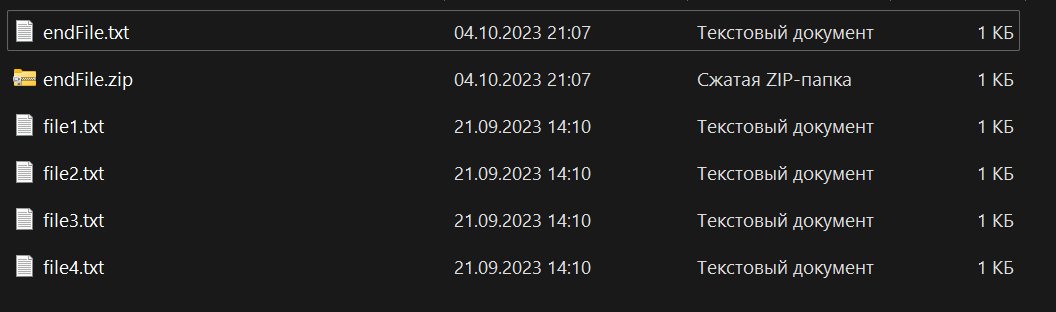 endFile.txt 04.10.2023 21:07 Текстовый документ 1 КБ
endFile.zip 04.10.2023 21:07 Сжатая ZIP-папка 1 КБ
file1.txt 21.09.2023 14:10 Текстовый документ 1 КБ
file2.txt 21.09.2023 14:10 Текстовый документ 1 КБ
file3.txt 21.09.2023 14:10 Текстовый документ 1 КБ
file4.txt 21.09.2023 14:10 Текстовый документ 1 КБ